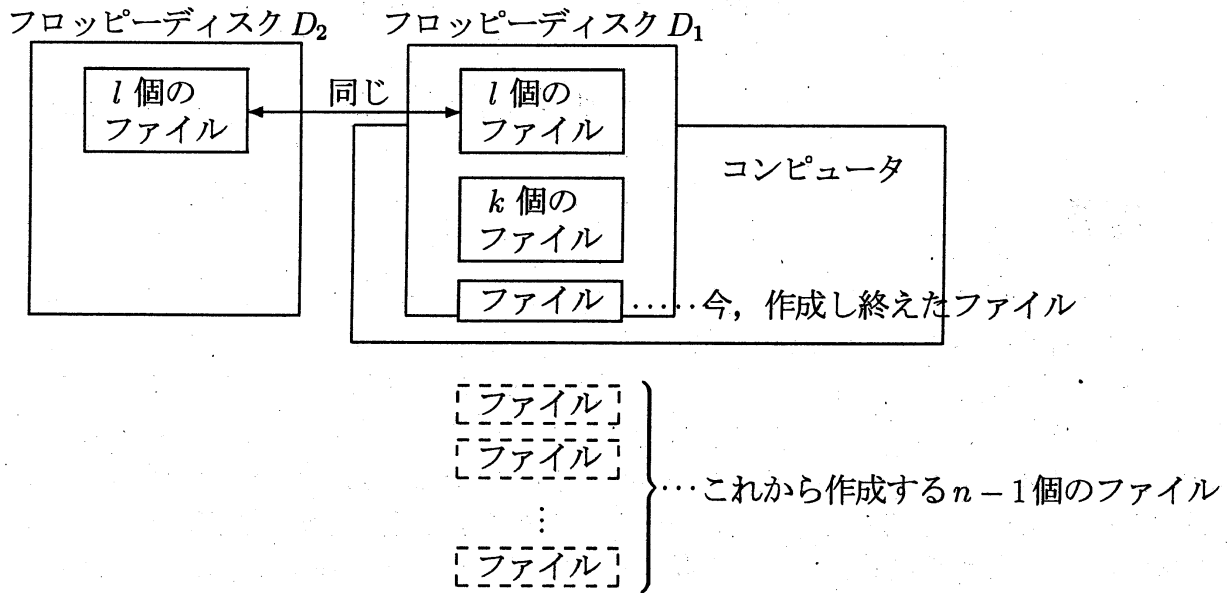 フロッピーディスク D₂
フロッピーディスク D₁
l 個の
ファイル
同じ
l 個の
ファイル
コンピュータ
k 個の
ファイル
ファイル
·····今，作成し終えたファイル
ファイル
ファイル
⋮
ファイル
···これから作成する n − 1 個のファイル